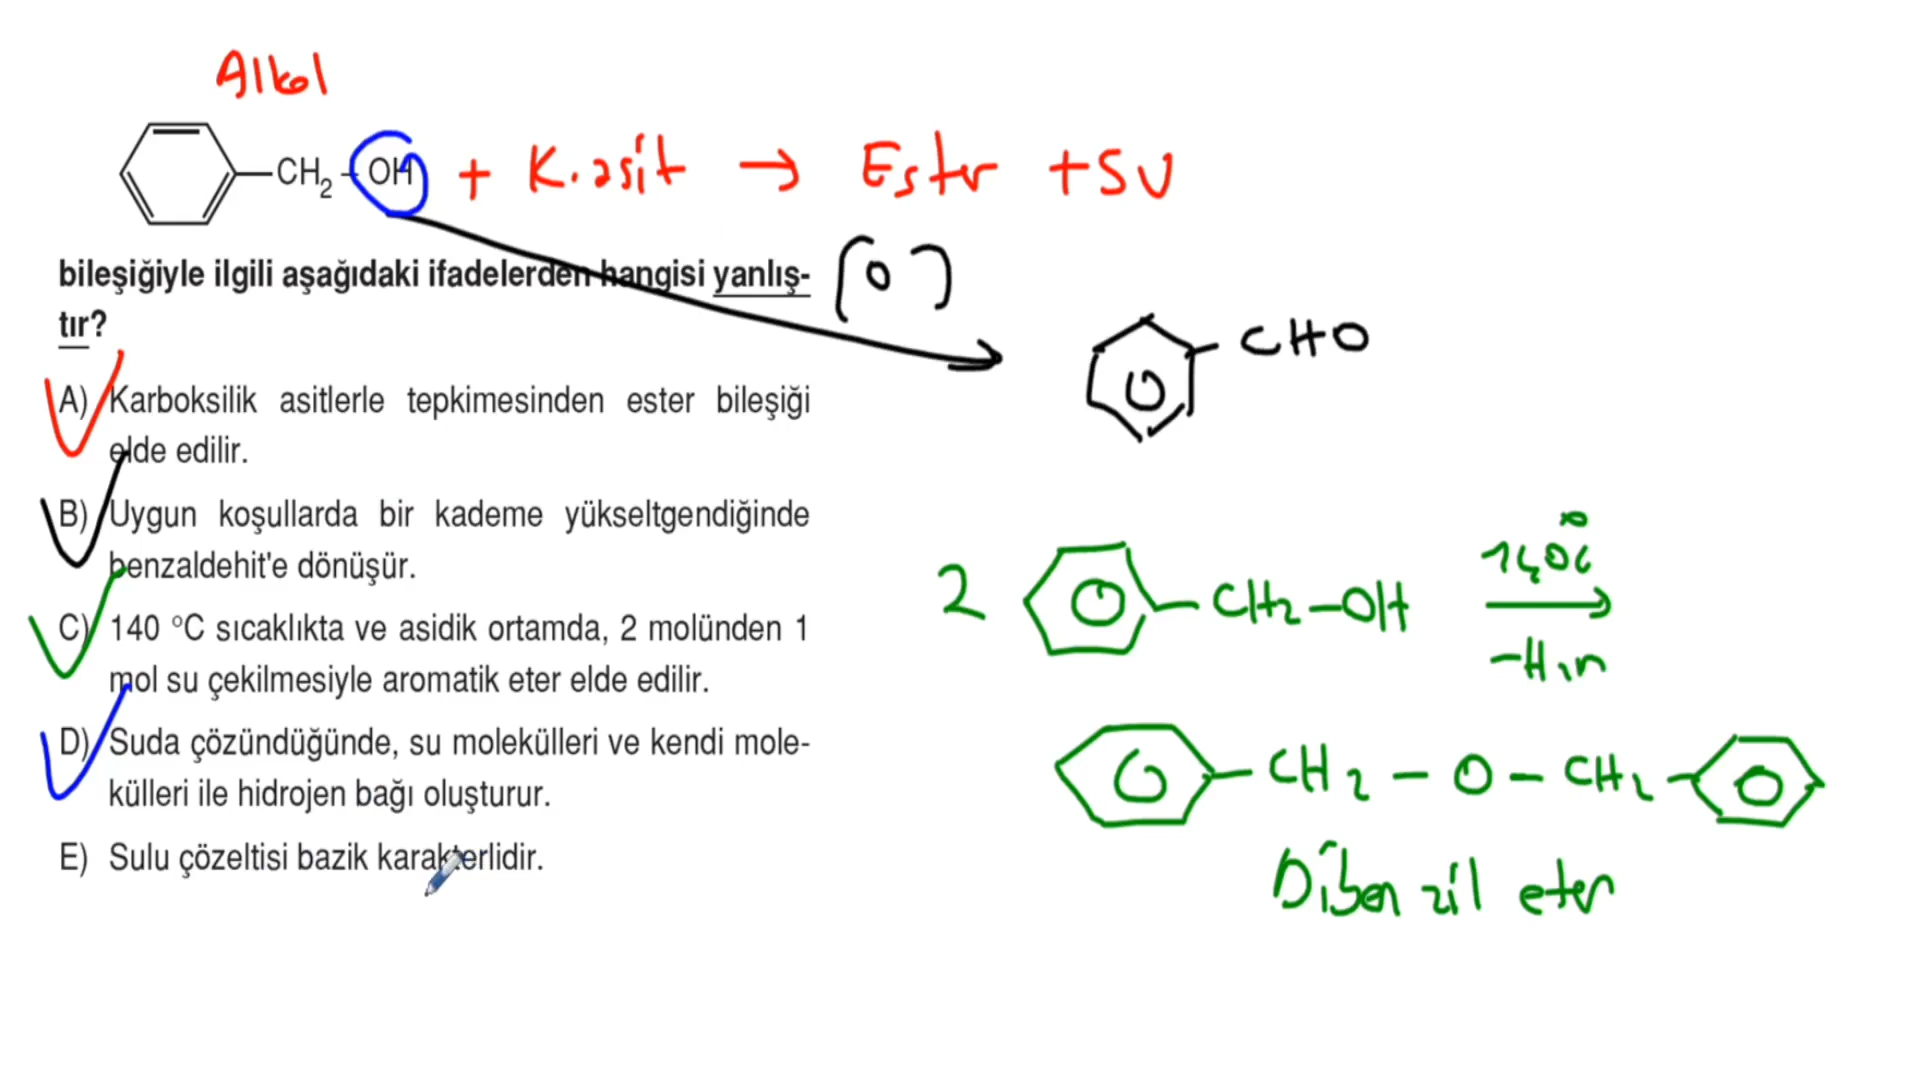 Alkol
CH2 - OH + K.asit → Ester + SU
bileşiğiyle ilgili aşağıdaki ifadelerden hangisi yanlış-
tır?
[O]
CHO
A) Karboksilik asitlerle tepkimesinden ester bileşiği
elde edilir.
B) Uygun koşullarda bir kademe yükseltgendiğinde
benzaldehit'e dönüşür.
C) 140 °C sıcaklıkta ve asidik ortamda, 2 molünden 1
mol su çekilmesiyle aromatik eter elde edilir.
D) Suda çözündüğünde, su molekülleri ve kendi mole-
külleri ile hidrojen bağı oluşturur.
E) Sulu çözeltisi bazik karakterlidir.
2 CH2-OH 140°C →
CH2 - O - CH2
Dibenzil eter